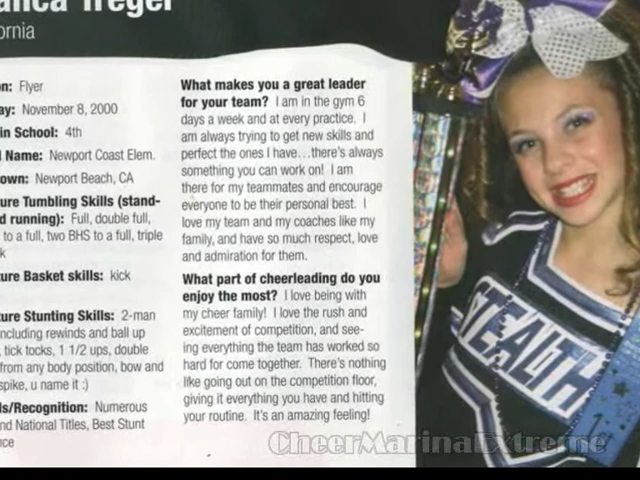 anca Treger
ornia
n: Flyer
ay: November 8, 2000
in School: 4th
l Name: Newport Coast Elem.
own: Newport Beach, CA
ure Tumbling Skills (stand-
d running): Full, double full,
to a full, two BHS to a full, triple
k
ure Basket skills: kick
ure Stunting Skills: 2-man
ncluding rewinds and ball up
, tick tocks, 1 1/2 ups, double
from any body position, bow and
spike, u name it :)
ds/Recognition: Numerous
nd National Titles, Best Stunt
nce
What makes you a great leader
for your team? I am in the gym 6
days a week and at every practice. I
am always trying to get new skills and
perfect the ones I have...there's always
something you can work on! I am
there for my teammates and encourage
everyone to be their personal best. I
love my team and my coaches like my
family, and have so much respect, love
and admiration for them.
What part of cheerleading do you
enjoy the most? I love being with
my cheer family! I love the rush and
excitement of competition, and see-
ing everything the team has worked so
hard for come together. There's nothing
like going out on the competition floor,
giving it everything you have and hitting
your routine. It's an amazing feeling!
STEALTH
CheerMarinaExtreme